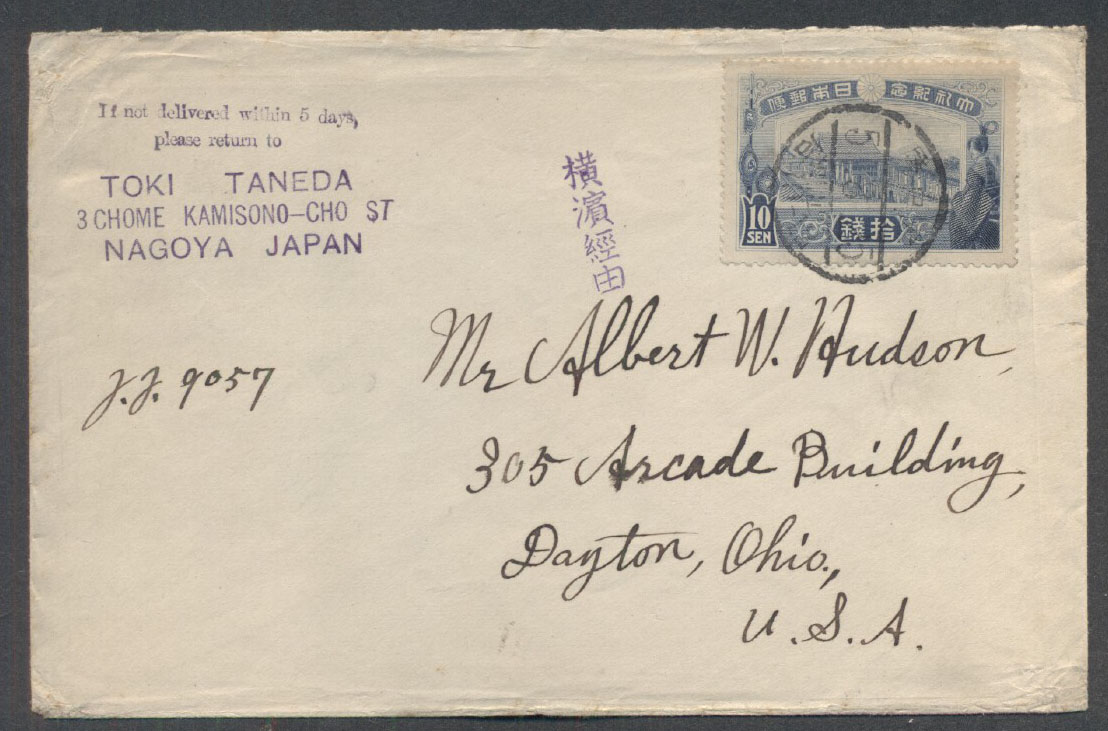 If not delivered within 5 days,
please return to
TOKI TANEDA
3 CHOME KAMISONO-CHO ST
NAGOYA JAPAN
横濱經由
大礼紀念 日本郵便
10
SEN
拾錢
J.J. 9057
Mr Albert W. Hudson,
305 Arcade Building,
Dayton, Ohio,
U.S.A.